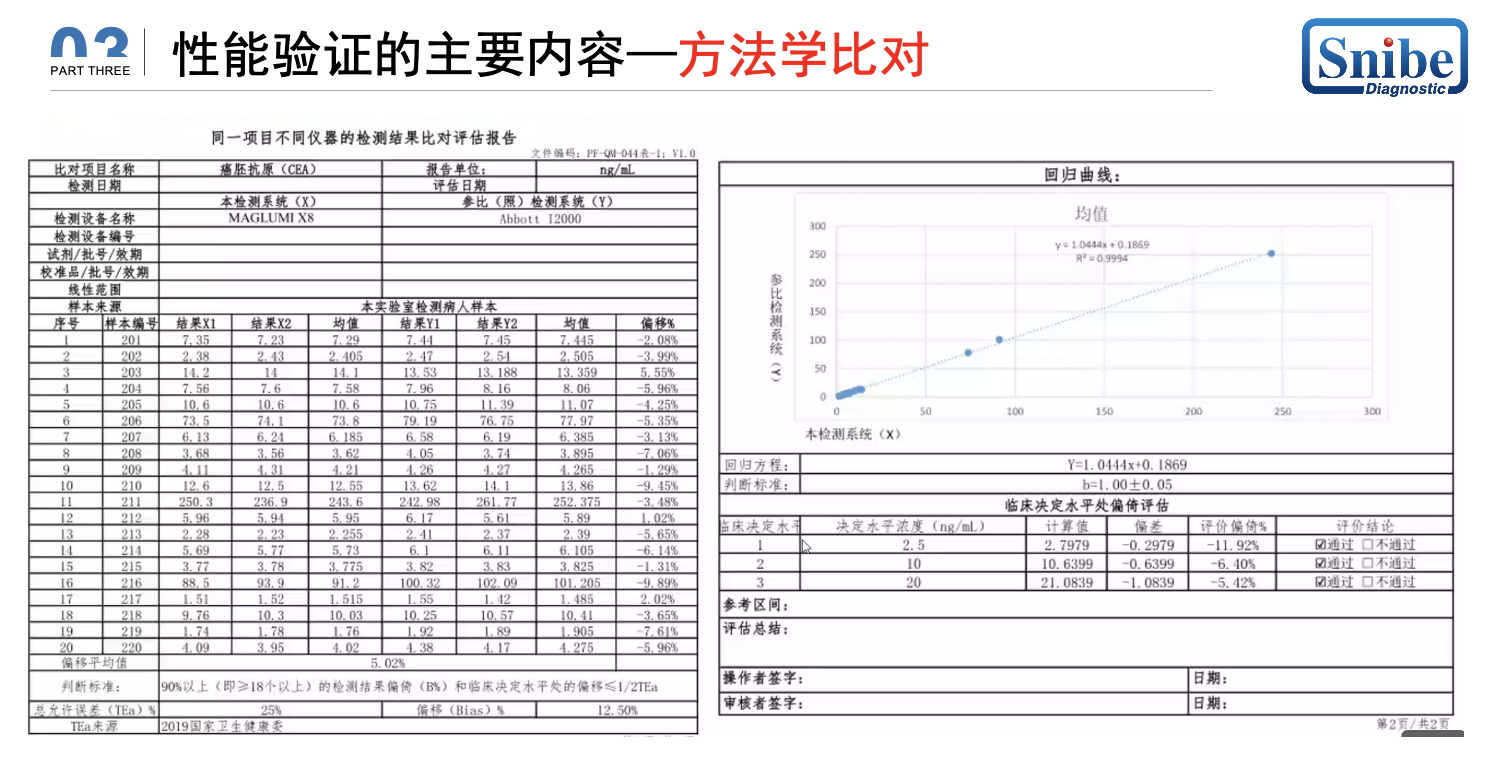 03
PART THREE
性能验证的主要内容—方法学比对
Snibe
Diagnostic
同一项目不同仪器的检测结果比对评估报告
文件编码：PF-QM-044表-1；V1.0
比对项目名称 癌胚抗原（CEA） 报告单位： ng/mL
检测日期 评估日期
本检测系统（X） 参比（照）检测系统（Y）
检测设备名称 MAGLUMI X8 Abbott I2000
检测设备编号
试剂/批号/效期
校准品/批号/效期
线性范围
样本来源 本实验室检测病人样本
序号 样本编号 结果X1 结果X2 均值 结果Y1 结果Y2 均值 偏移%
1 201 7.35 7.23 7.29 7.44 7.45 7.445 -2.08%
2 202 2.38 2.43 2.405 2.47 2.54 2.505 -3.99%
3 203 14.2 14 14.1 13.53 13.188 13.359 5.55%
4 204 7.56 7.6 7.58 7.96 8.16 8.06 -5.96%
5 205 10.6 10.6 10.6 10.75 11.39 11.07 -4.25%
6 206 73.5 74.1 73.8 79.19 76.75 77.97 -5.35%
7 207 6.13 6.24 6.185 6.58 6.19 6.385 -3.13%
8 208 3.68 3.56 3.62 4.05 3.74 3.895 -7.06%
9 209 4.11 4.31 4.21 4.26 4.27 4.265 -1.29%
10 210 12.6 12.5 12.55 13.62 14.1 13.86 -9.45%
11 211 250.3 236.9 243.6 242.98 261.77 252.375 -3.48%
12 212 5.96 5.94 5.95 6.17 5.61 5.89 1.02%
13 213 2.28 2.23 2.255 2.41 2.37 2.39 -5.65%
14 214 5.69 5.77 5.73 6.1 6.11 6.105 -6.14%
15 215 3.77 3.78 3.775 3.82 3.83 3.825 -1.31%
16 216 88.5 93.9 91.2 100.32 102.09 101.205 -9.89%
17 217 1.51 1.52 1.515 1.55 1.42 1.485 2.02%
18 218 9.76 10.3 10.03 10.25 10.57 10.41 -3.65%
19 219 1.74 1.78 1.76 1.92 1.89 1.905 -7.61%
20 220 4.09 3.95 4.02 4.38 4.17 4.275 -5.96%
偏移平均值 5.02%
判断标准： 90%以上（即≥18个以上）的检测结果偏倚（B%）和临床决定水平处的偏移≤1/2TEa
总允许误差（TEa）% 25% 偏移（Bias）% 12.50%
TEa来源 2019国家卫生健康委
回归曲线：
均值
y = 1.0444x + 0.1869
R² = 0.9994
参比检测系统（Y）
300
250
200
150
100
50
0
0 50 100 150 200 250 300
本检测系统（X）
回归方程： Y=1.0444x+0.1869
判断标准： b=1.00±0.05
临床决定水平处偏倚评估
临床决定水平 决定水平浓度（ng/mL） 计算值 偏差 评价偏倚% 评价结论
1 2.5 2.7979 -0.2979 -11.92% ☑通过 ☐不通过
2 10 10.6399 -0.6399 -6.40% ☑通过 ☐不通过
3 20 21.0839 -1.0839 -5.42% ☑通过 ☐不通过
参考区间：
评估总结：
操作者签字： 日期：
审核者签字： 日期：
第2页/共2页